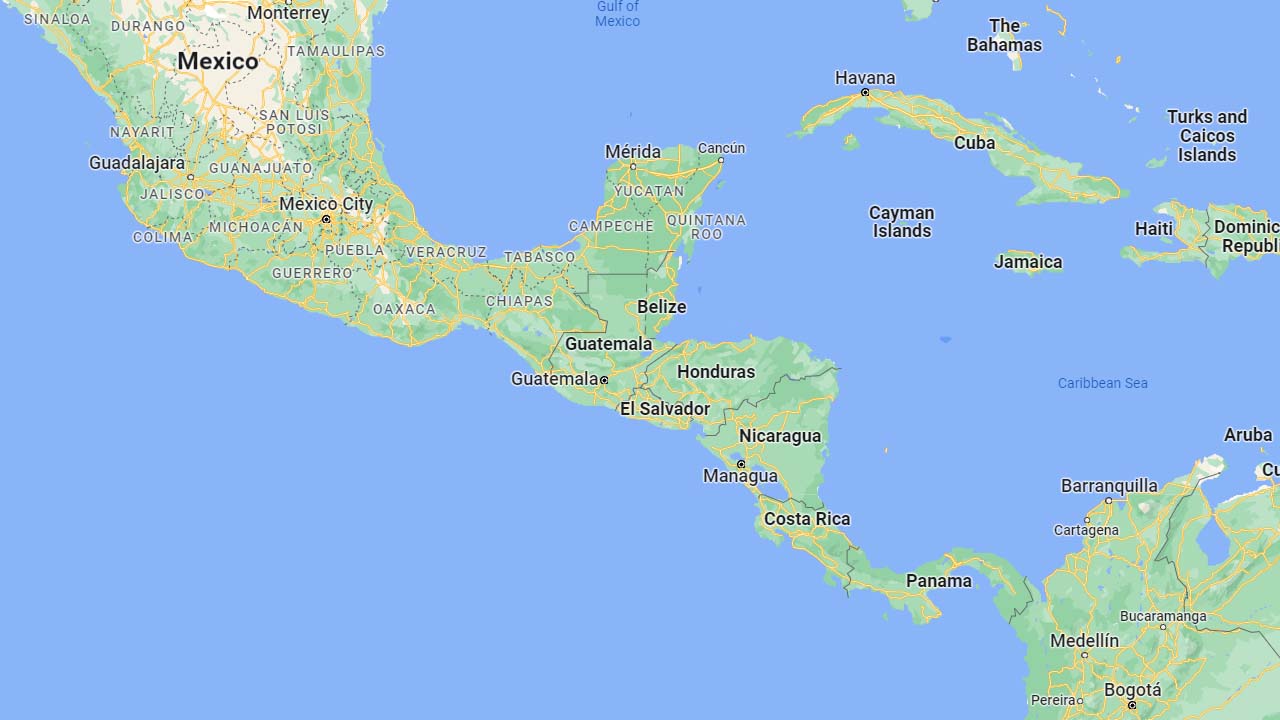 SINALOA
DURANGO
Monterrey
Gulf of
Mexico
The
Bahamas
TAMAULIPAS
Mexico
Havana
SAN LUIS
POTOSI
NAYARIT
Turks and
Caicos
Islands
Cuba
Guadalajara
GUANAJUATO
Mérida
Cancún
JALISCO
YUCATAN
Mexico City
MICHOACÁN
COLIMA
CAMPECHE
QUINTANA
ROO
Cayman
Islands
Haiti
Dominic
Republi
PUEBLA
VERACRUZ
TABASCO
Jamaica
GUERRERO
OAXACA
CHIAPAS
Belize
Guatemala
Guatemala
Honduras
Caribbean Sea
El Salvador
Nicaragua
Aruba
Cu
Managua
Barranquilla
Costa Rica
Cartagena
Panama
Bucaramanga
Medellín
Pereira
Bogotá